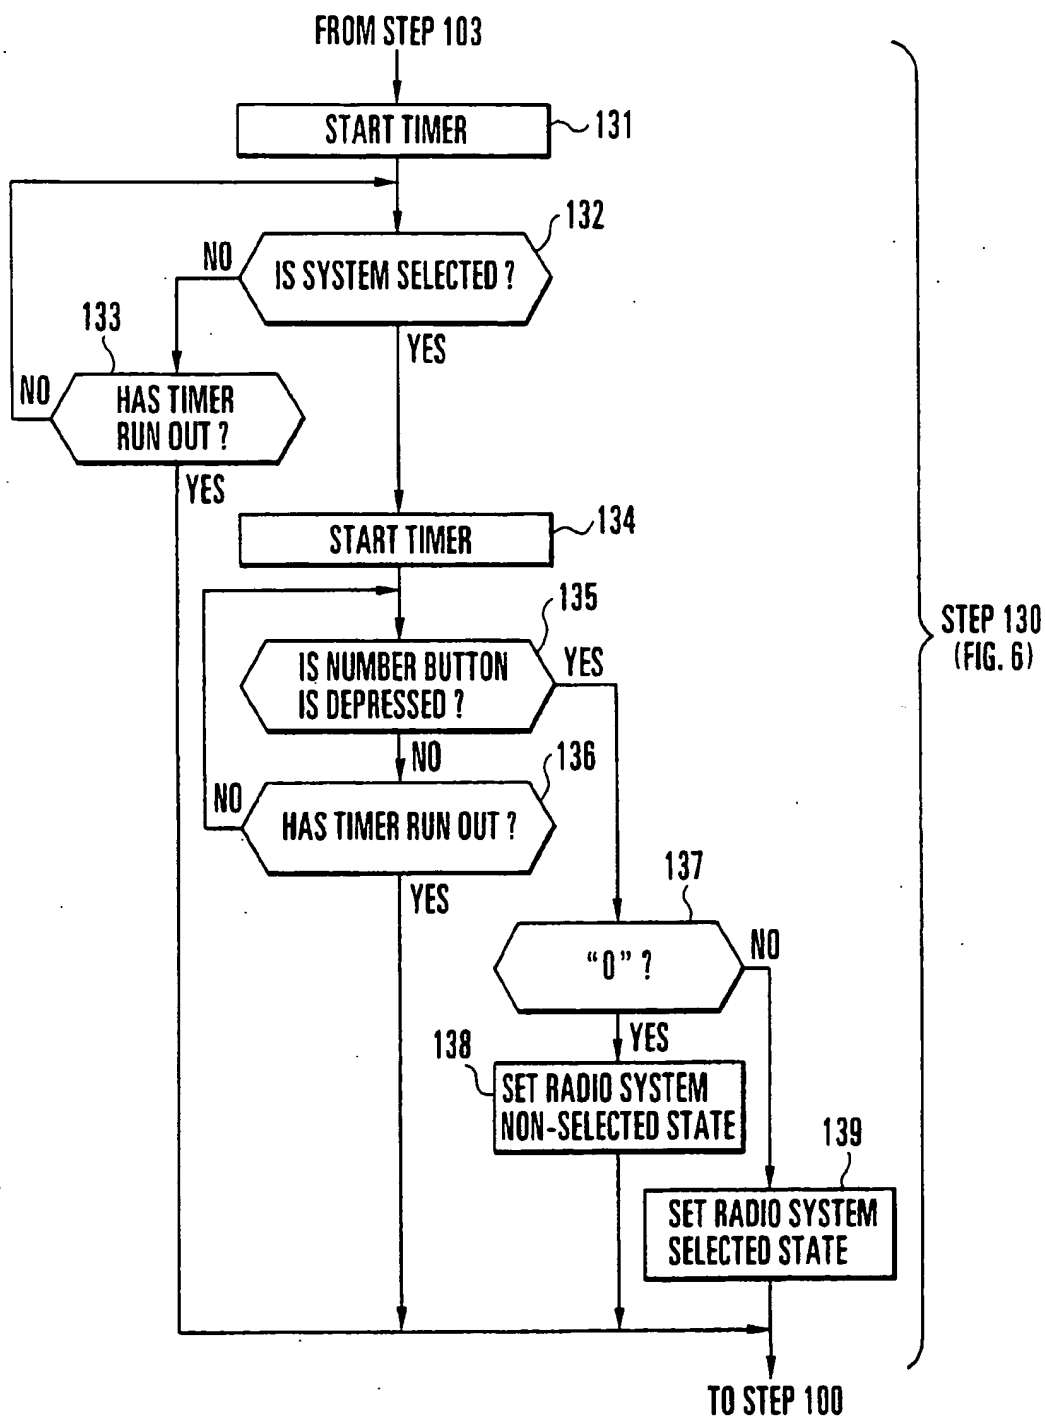 FROM STEP 103
START TIMER
131
132
NO
IS SYSTEM SELECTED ?
133
YES
NO
HAS TIMER
RUN OUT ?
YES
START TIMER
134
135
IS NUMBER BUTTON
IS DEPRESSED ?
YES
STEP 130
(FIG. 6)
NO
136
NO
HAS TIMER RUN OUT ?
YES
137
"0" ?
NO
YES
138
SET RADIO SYSTEM
NON-SELECTED STATE
139
SET RADIO SYSTEM
SELECTED STATE
TO STEP 100